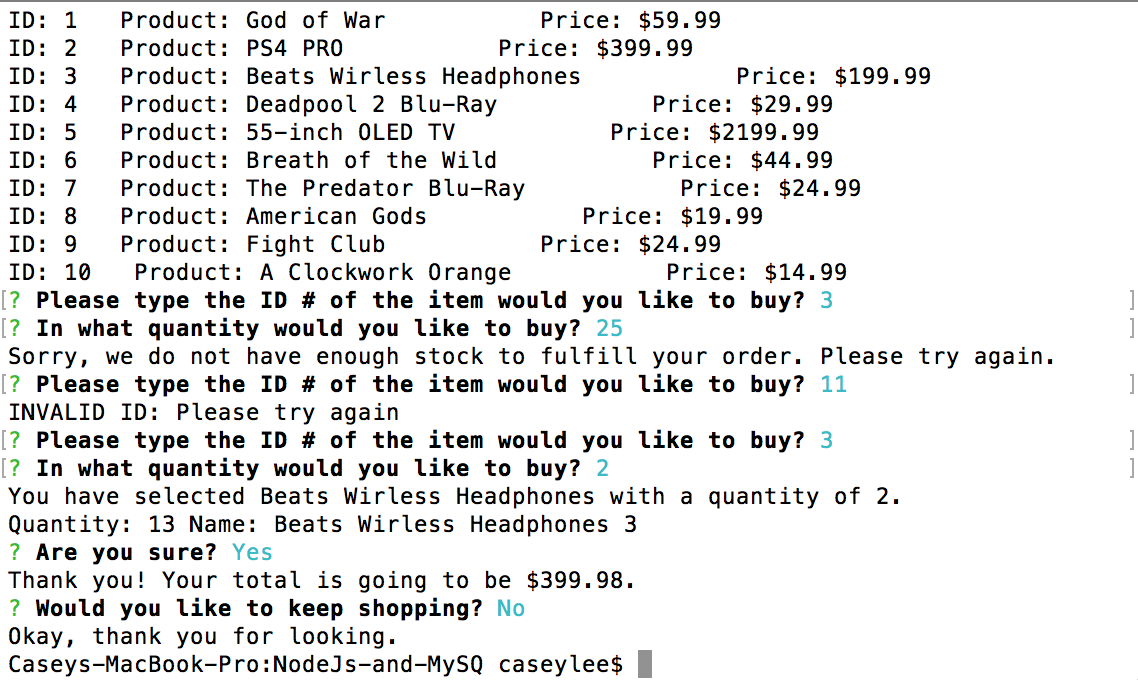 ID: 1   Product: God of War           Price: $59.99
ID: 2   Product: PS4 PRO           Price: $399.99
ID: 3   Product: Beats Wirless Headphones           Price: $199.99
ID: 4   Product: Deadpool 2 Blu-Ray           Price: $29.99
ID: 5   Product: 55-inch OLED TV           Price: $2199.99
ID: 6   Product: Breath of the Wild           Price: $44.99
ID: 7   Product: The Predator Blu-Ray           Price: $24.99
ID: 8   Product: American Gods           Price: $19.99
ID: 9   Product: Fight Club           Price: $24.99
ID: 10   Product: A Clockwork Orange           Price: $14.99
[? Please type the ID # of the item would you like to buy? 3 ]
[? In what quantity would you like to buy? 25 ]
Sorry, we do not have enough stock to fulfill your order. Please try again.
[? Please type the ID # of the item would you like to buy? 11 ]
INVALID ID: Please try again
[? Please type the ID # of the item would you like to buy? 3 ]
[? In what quantity would you like to buy? 2 ]
You have selected Beats Wirless Headphones with a quantity of 2.
Quantity: 13 Name: Beats Wirless Headphones 3
? Are you sure? Yes
Thank you! Your total is going to be $399.98.
? Would you like to keep shopping? No
Okay, thank you for looking.
Caseys-MacBook-Pro:NodeJs-and-MySQ caseylee$